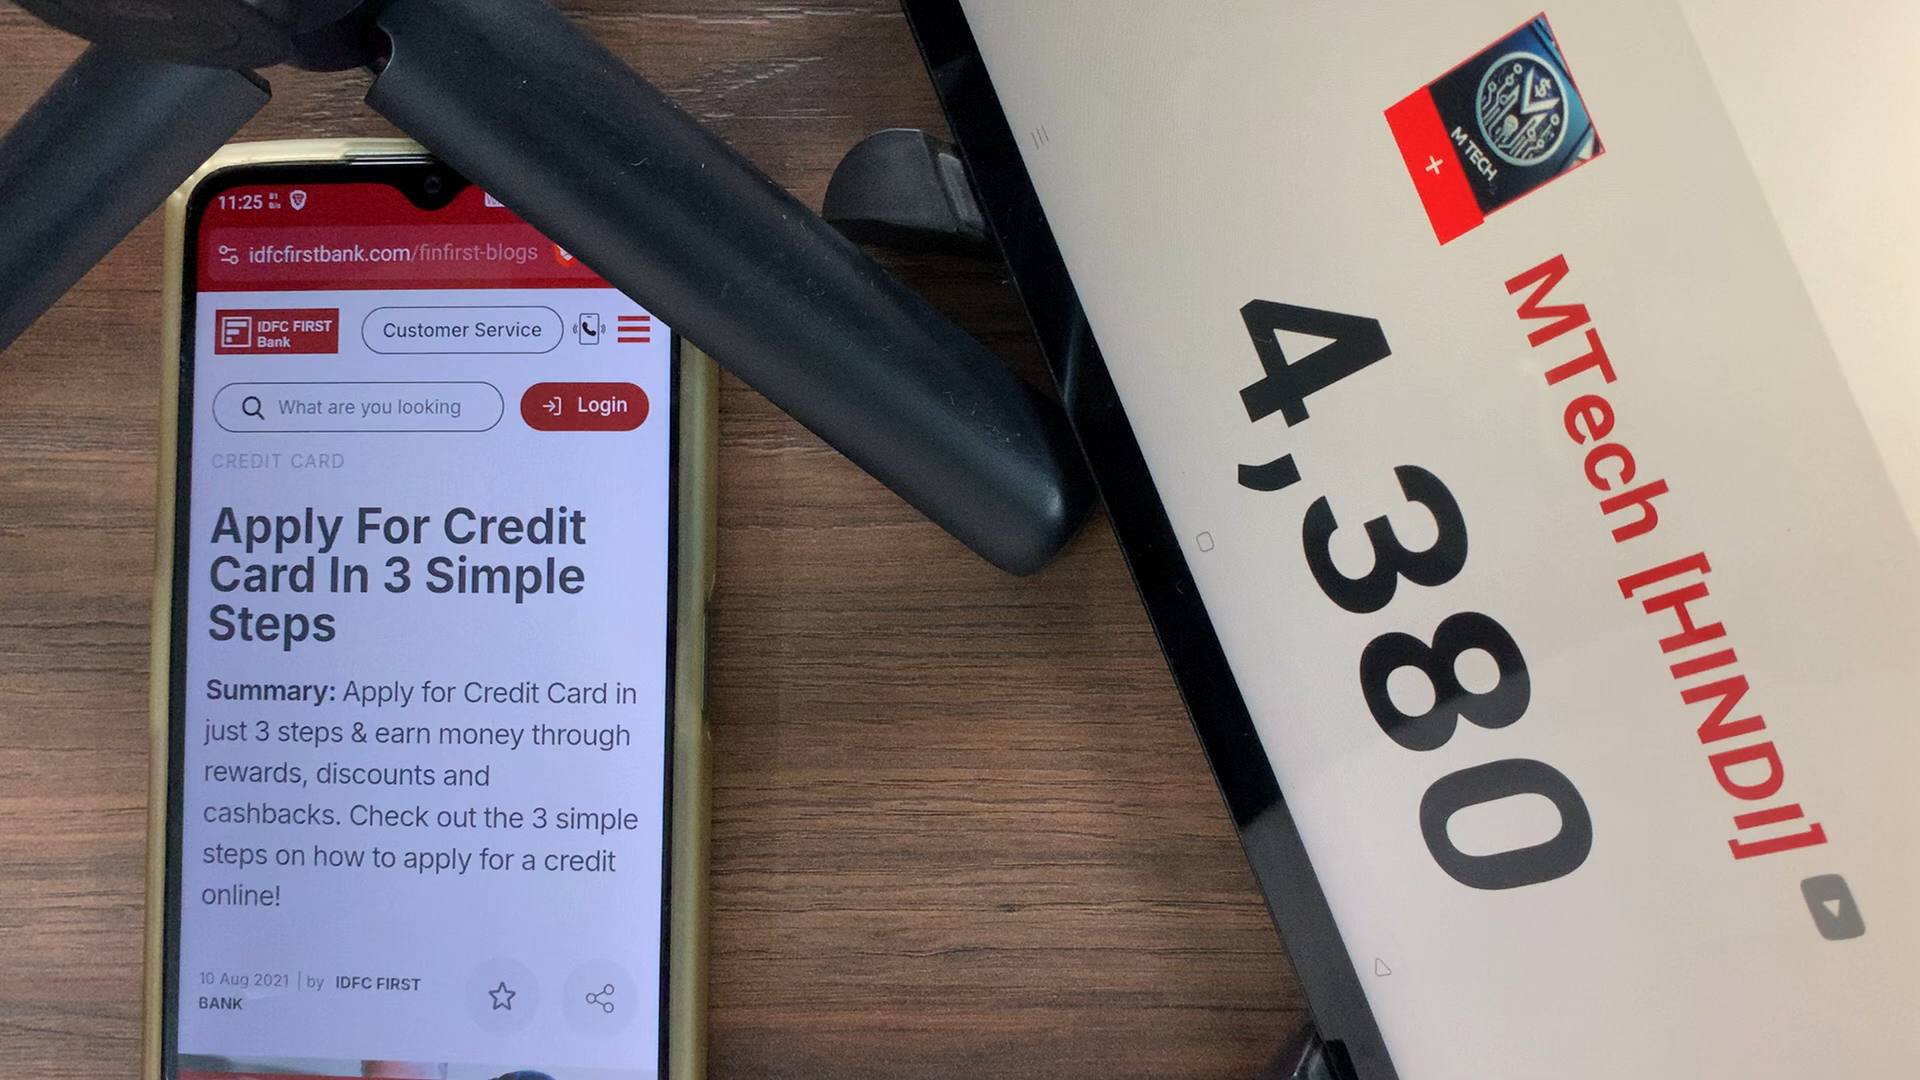 11:25
idfcfirstbank.com/finfirst-blogs
IDFC FIRST
Bank
Customer Service
What are you looking
Login
CREDIT CARD
Apply For Credit
Card In 3 Simple
Steps
Summary: Apply for Credit Card in
just 3 steps & earn money through
rewards, discounts and
cashbacks. Check out the 3 simple
steps on how to apply for a credit
online!
10 Aug 2021 | by IDFC FIRST
BANK
M TECH
+
MTech [HINDI]
4,380